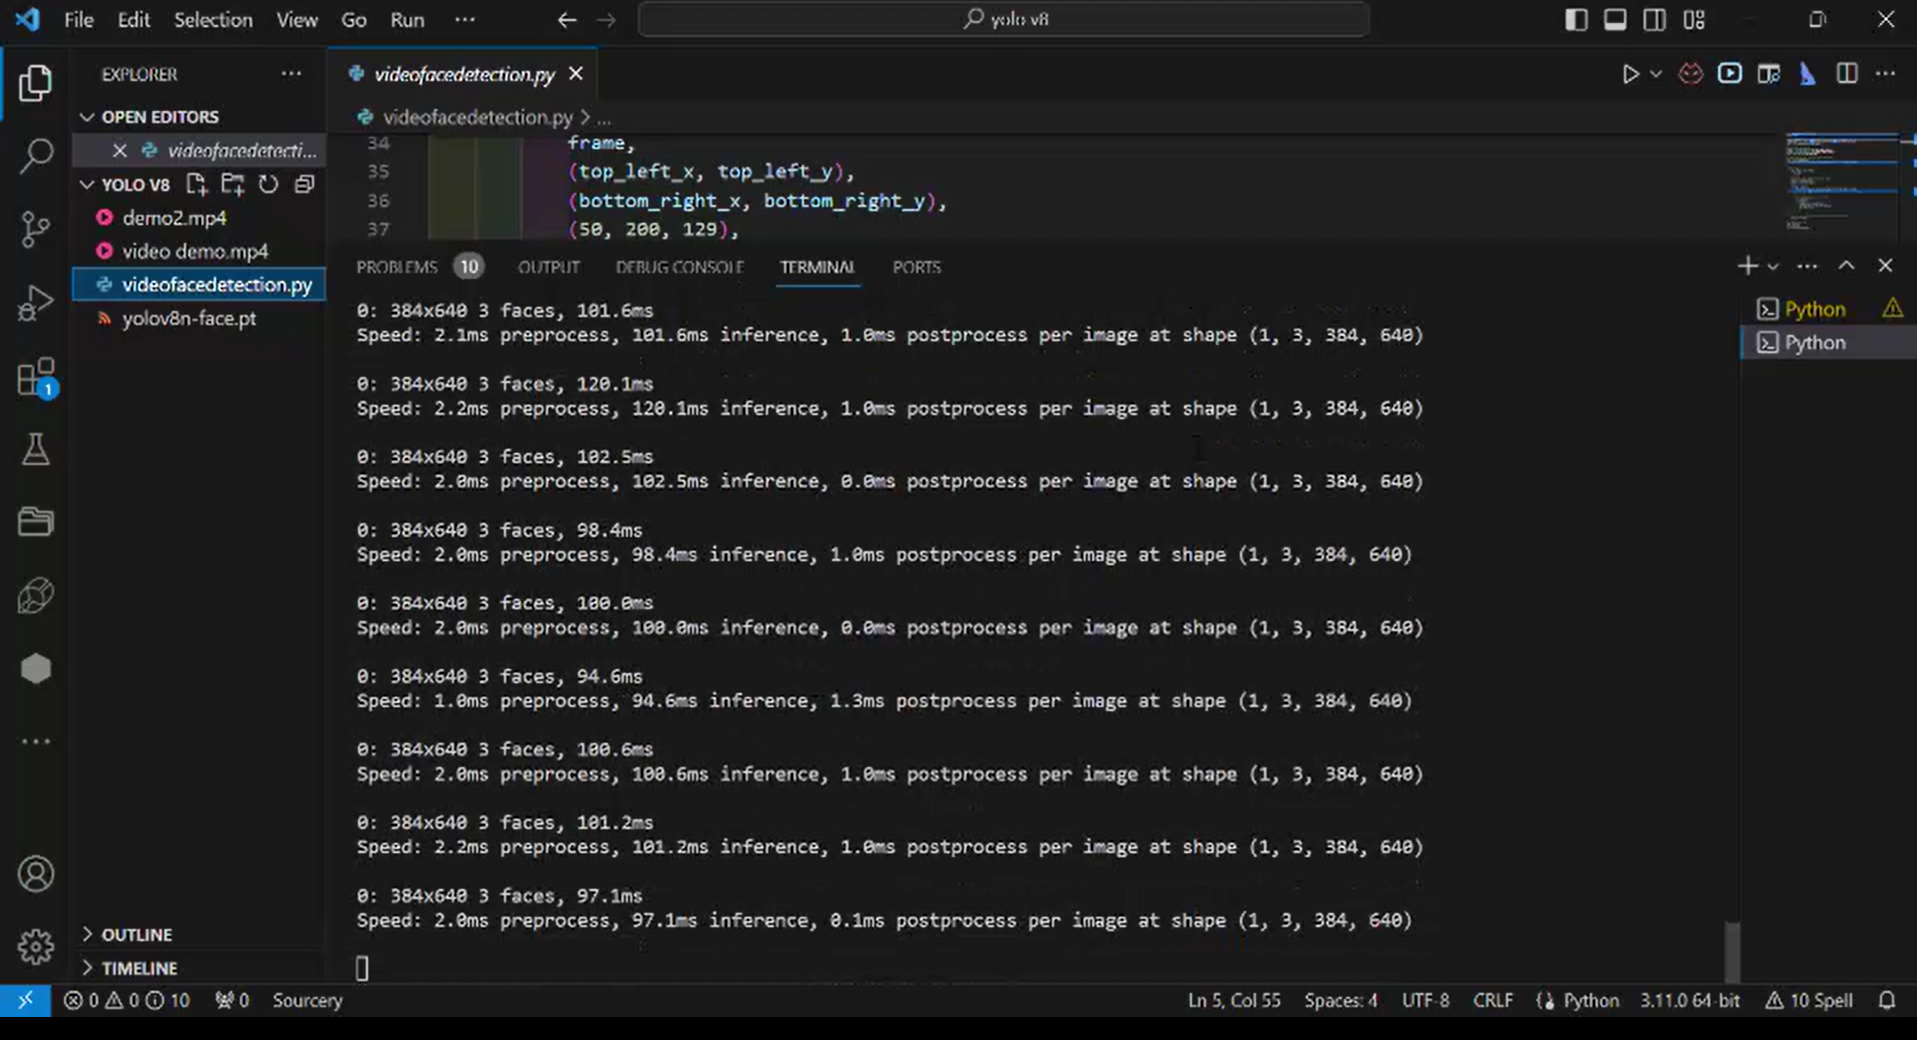 File Edit Selection View Go Run ···
yolo v8
EXPLORER
OPEN EDITORS
videofacedetecti...
YOLO V8
demo2.mp4
video demo.mp4
videofacedetection.py
yolov8n-face.pt
OUTLINE
TIMELINE
videofacedetection.py
videofacedetection.py > ...
34 frame,
35 (top_left_x, top_left_y),
36 (bottom_right_x, bottom_right_y),
37 (50, 200, 129),
PROBLEMS 10 OUTPUT DEBUG CONSOLE TERMINAL PORTS
0: 384x640 3 faces, 101.6ms
Speed: 2.1ms preprocess, 101.6ms inference, 1.0ms postprocess per image at shape (1, 3, 384, 640)
0: 384x640 3 faces, 120.1ms
Speed: 2.2ms preprocess, 120.1ms inference, 1.0ms postprocess per image at shape (1, 3, 384, 640)
0: 384x640 3 faces, 102.5ms
Speed: 2.0ms preprocess, 102.5ms inference, 0.0ms postprocess per image at shape (1, 3, 384, 640)
0: 384x640 3 faces, 98.4ms
Speed: 2.0ms preprocess, 98.4ms inference, 1.0ms postprocess per image at shape (1, 3, 384, 640)
0: 384x640 3 faces, 100.0ms
Speed: 2.0ms preprocess, 100.0ms inference, 0.0ms postprocess per image at shape (1, 3, 384, 640)
0: 384x640 3 faces, 94.6ms
Speed: 1.0ms preprocess, 94.6ms inference, 1.3ms postprocess per image at shape (1, 3, 384, 640)
0: 384x640 3 faces, 100.6ms
Speed: 2.0ms preprocess, 100.6ms inference, 1.0ms postprocess per image at shape (1, 3, 384, 640)
0: 384x640 3 faces, 101.2ms
Speed: 2.2ms preprocess, 101.2ms inference, 1.0ms postprocess per image at shape (1, 3, 384, 640)
0: 384x640 3 faces, 97.1ms
Speed: 2.0ms preprocess, 97.1ms inference, 0.1ms postprocess per image at shape (1, 3, 384, 640)
Python
Python
1
0 0 10 0 Sourcery Ln 5, Col 55 Spaces: 4 UTF-8 CRLF Python 3.11.0 64-bit 10 Spell